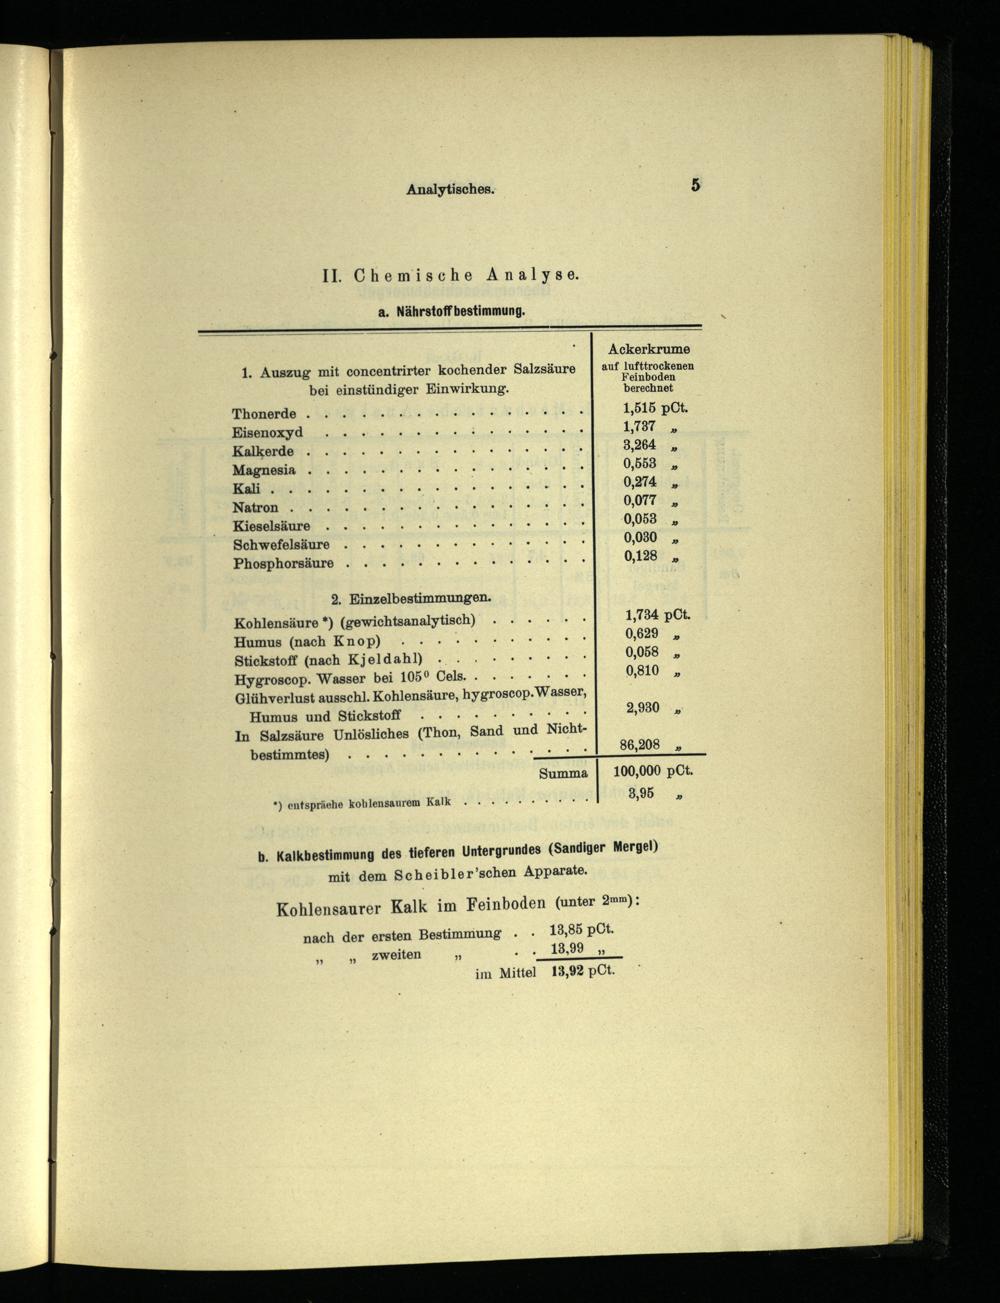 Analytisches. 5
II. Chemische Analyse.
a. Nährstoffbestimmung.
1. Auszug mit concentrirter kochender Salzsäure
bei einstündiger Einwirkung.
Ackerkrume
auf lufttrockenen
Feinboden
berechnet
Thonerde . . . . . . . . . . . . . . . . 1,515 pCt.
Eisenoxyd . . . . . . . . . . . . . . . 1,737 „
Kalkerde . . . . . . . . . . . . . . . . 3,264 „
Magnesia . . . . . . . . . . . . . . . . 0,553 „
Kali . . . . . . . . . . . . . . . . . . 0,274 „
Natron . . . . . . . . . . . . . . . . . 0,077 „
Kieselsäure . . . . . . . . . . . . . . . 0,053 „
Schwefelsäure . . . . . . . . . . . . . . 0,030 „
Phosphorsäure . . . . . . . . . . . . . . 0,128 „
2. Einzelbestimmungen.
Kohlensäure *) (gewichtsanalytisch) . . . . . . 1,734 pCt.
Humus (nach Knop) . . . . . . . . . . . 0,629 „
Stickstoff (nach Kjeldahl) . . . . . . . . . 0,058 „
Hygroscop. Wasser bei 105° Cels. . . . . . . . 0,810 „
Glühverlust ausschl. Kohlensäure, hygroscop. Wasser,
Humus und Stickstoff . . . . . . . . . . 2,930 „
In Salzsäure Unlösliches (Thon, Sand und Nicht-
bestimmtes) . . . . . . . . . . . . . . 86,208 „
Summa 100,000 pCt.
*) entspräche kohlensaurem Kalk . . . . . . . . . . 3,95 „
b. Kalkbestimmung des tieferen Untergrundes (Sandiger Mergel)
mit dem Scheibler'schen Apparate.
Kohlensaurer Kalk im Feinboden (unter 2mm):
nach der ersten Bestimmung . . 13,85 pCt.
„ „ zweiten „ . . 13,99 „
im Mittel 13,92 pCt.